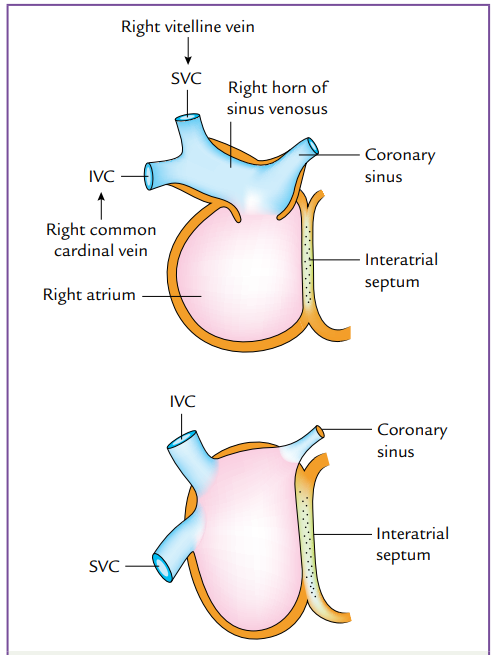 Right vitelline vein
SVC
Right horn of
sinus venosus
Coronary
sinus
IVC
Right common
cardinal vein
Interatrial
septum
Right atrium
IVC
Coronary
sinus
Interatrial
septum
SVC